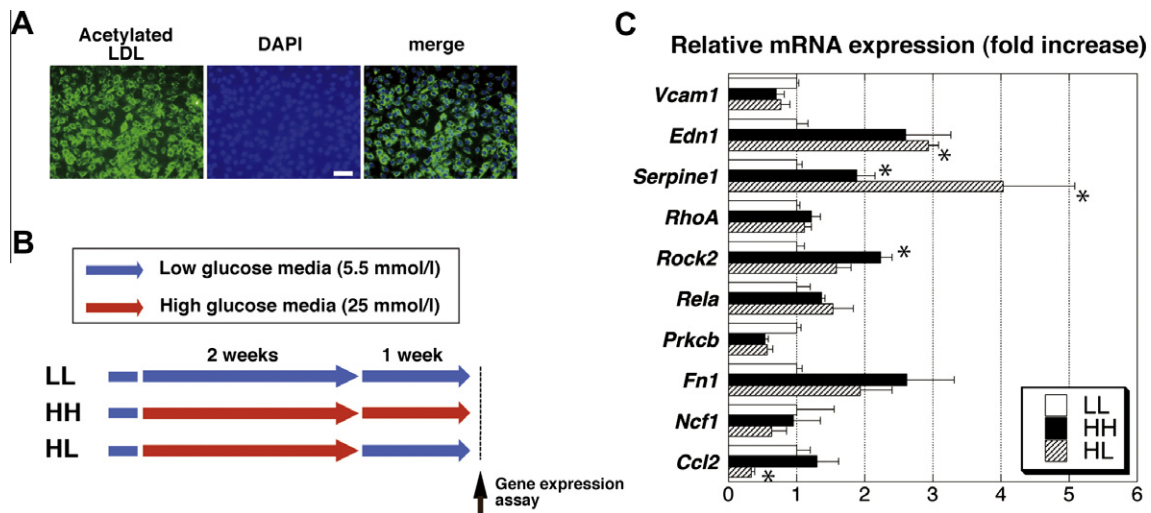 A
Acetylated
LDL
DAPI
merge
B
Low glucose media (5.5 mmol/l)
High glucose media (25 mmol/l)
2 weeks
1 week
LL
HH
HL
Gene expression
assay
C
Relative mRNA expression (fold increase)
Vcam1
Edn1
*
Serpine1
*
*
RhoA
Rock2
*
Rela
Prkcb
Fn1
Ncf1
Ccl2
*
LL
HH
HL
0 1 2 3 4 5 6